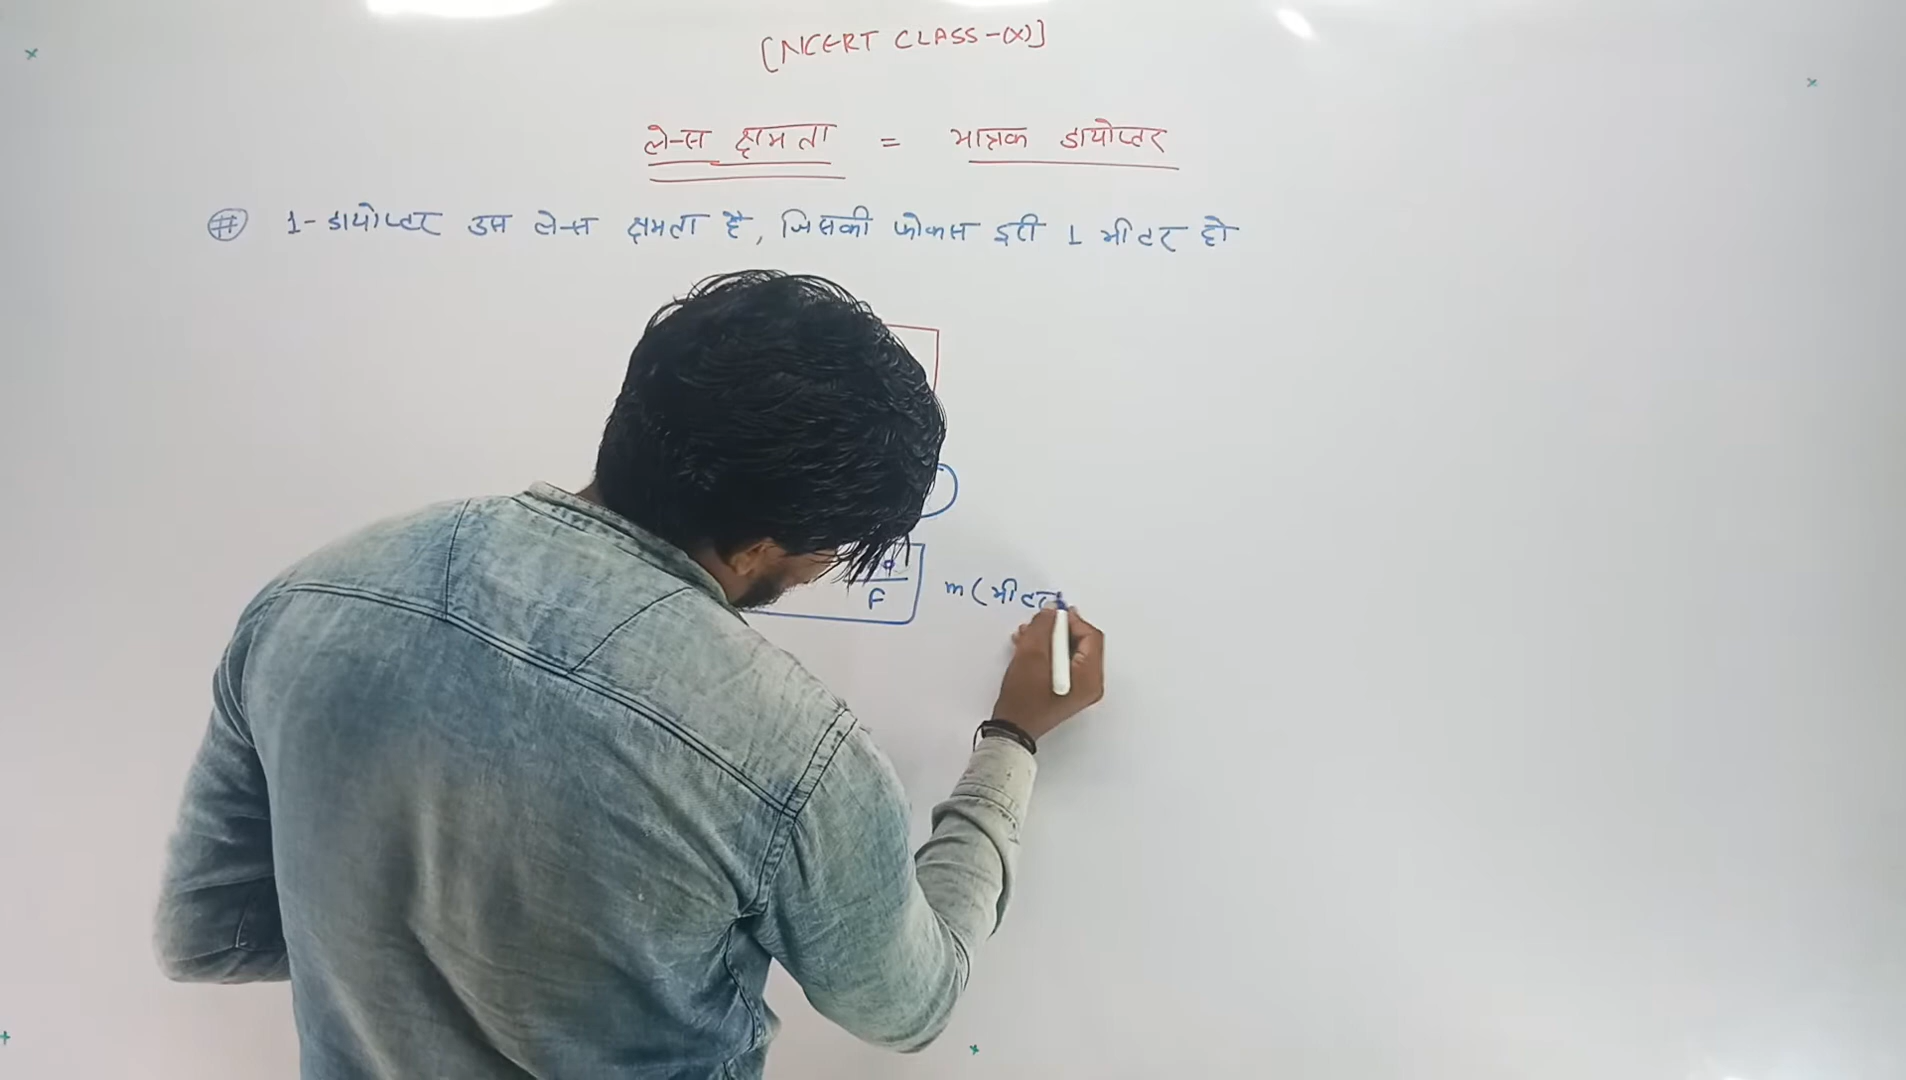 [NCERT CLASS-(X)]
लेन्स क्षमता = मात्रक डायोप्टर
# 1-डायोप्टर उस लेन्स क्षमता है, जिसकी फोकस दूरी 1 मीटर हो
f m (मीटर